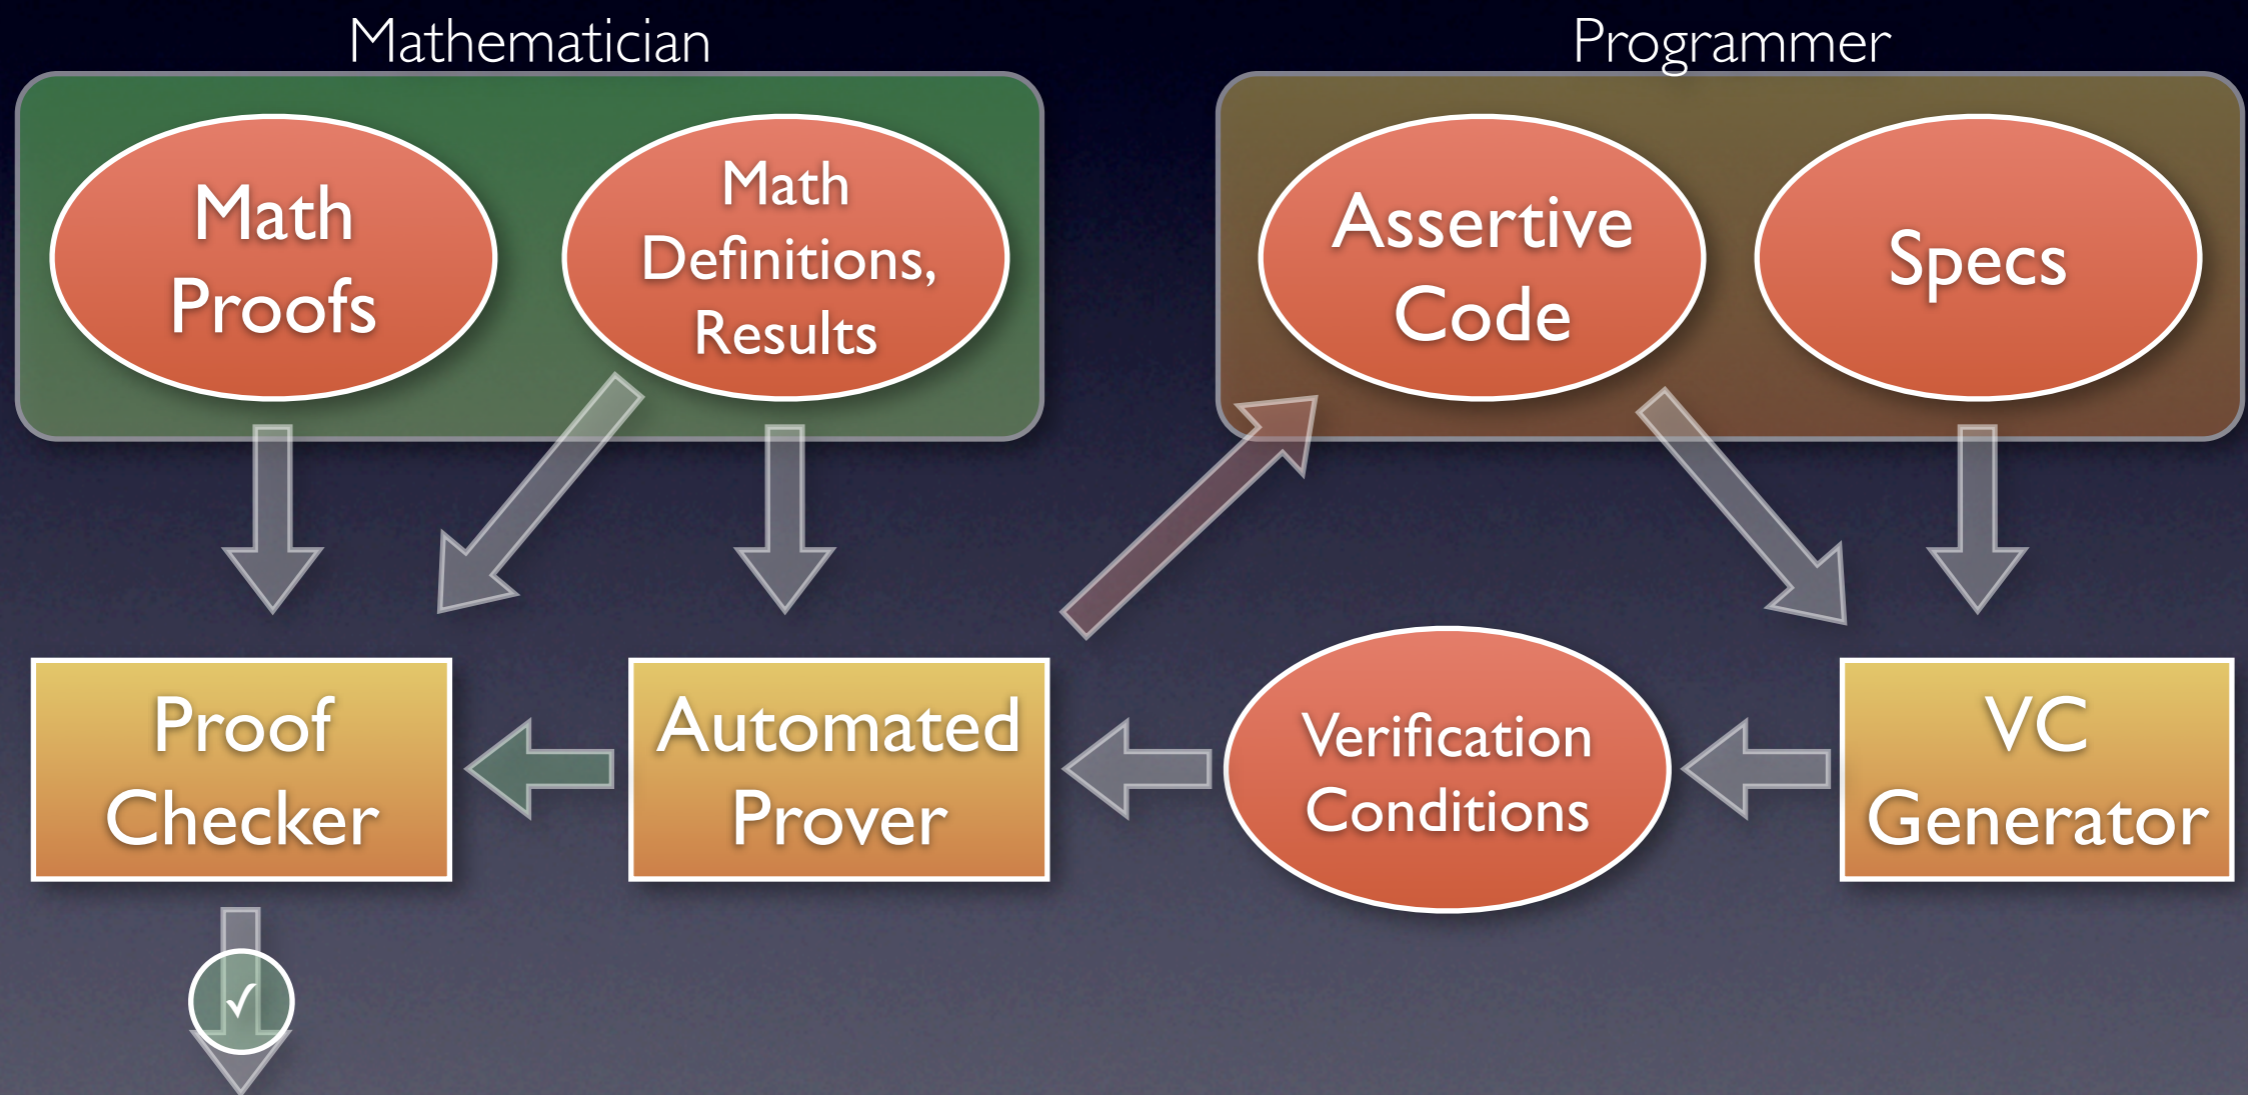 Mathematician
Programmer
Math
Proofs
Math
Definitions,
Results
Assertive
Code
Specs
Proof
Checker
Automated
Prover
Verification
Conditions
VC
Generator
✓